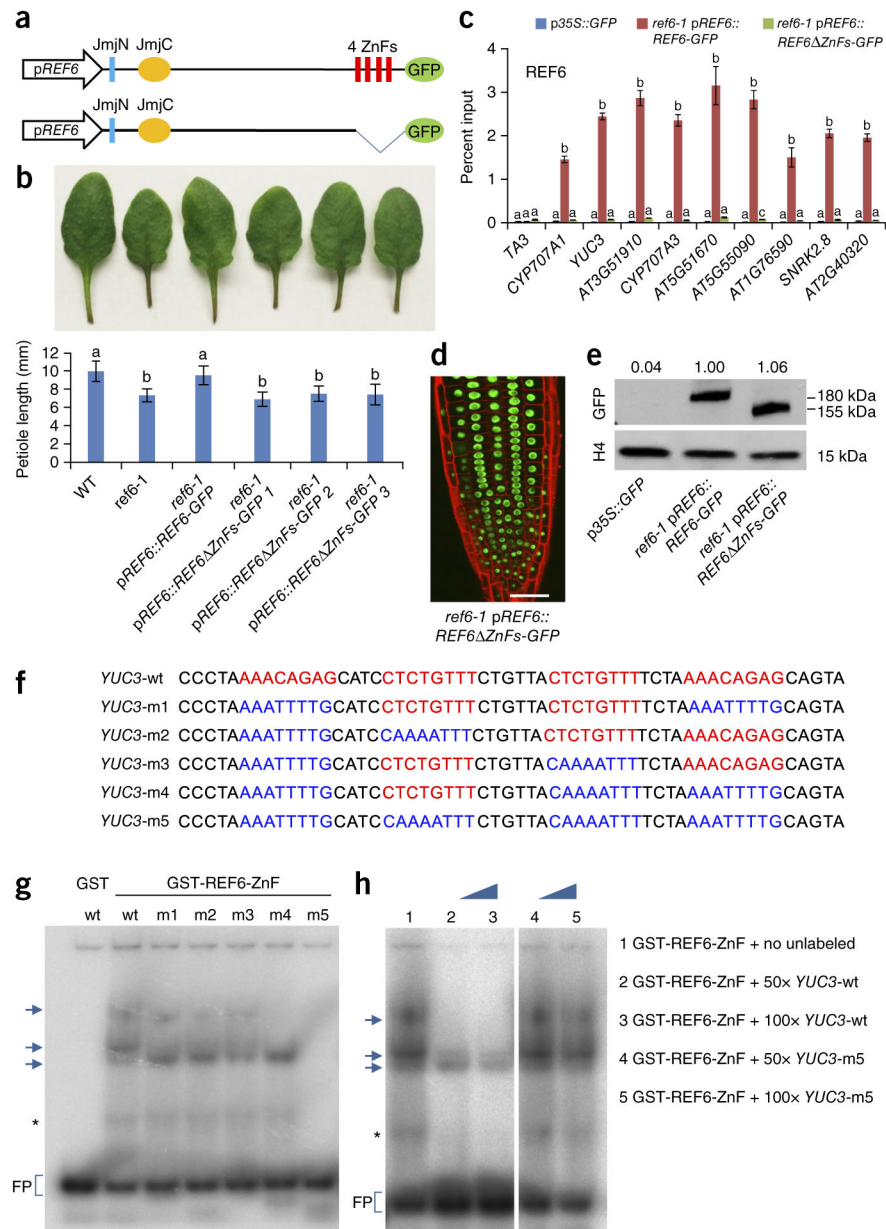 a
JmjN JmjC 4 ZnFs
pREF6 GFP
JmjN JmjC
pREF6 GFP
b
Petiole length (mm)
14
12
10
8
6
4
2
0
a b a b b b
WT
ref6-1
ref6-1 pREF6::REF6-GFP
ref6-1 pREF6::REF6ΔZnFs-GFP 1
ref6-1 pREF6::REF6ΔZnFs-GFP 2
ref6-1 pREF6::REF6ΔZnFs-GFP 3
c
p35S::GFP
ref6-1 pREF6::
REF6-GFP
ref6-1 pREF6::
REF6ΔZnFs-GFP
REF6
Percent input
4
3
2
1
0
b b b b b b b b b
a a a a a a a a a a a a a a c a a a a a a
TA3
CYP707A1
YUC3
AT3G51910
CYP707A3
AT5G51670
AT5G55090
AT1G76590
SNRK2.8
AT2G40320
d
ref6-1 pREF6::
REF6ΔZnFs-GFP
e
0.04 1.00 1.06
GFP
180 kDa
155 kDa
H4
15 kDa
p35S::GFP
ref6-1 pREF6::
REF6-GFP
ref6-1 pREF6::
REF6ΔZnFs-GFP
f
YUC3-wt CCCTAAAACAGAGCATCCTCTGTTTCTGTTACTCTGTTTTCTAAAACAGAGCAGTA
YUC3-m1 CCCTAAAATTTTGCATCCTCTGTTTCTGTTACTCTGTTTTCTAAAATTTTGCAGTA
YUC3-m2 CCCTAAAATTTTGCATCCAAAATTTCTGTTACTCTGTTTTCTAAAACAGAGCAGTA
YUC3-m3 CCCTAAAATTTTGCATCCTCTGTTTCTGTTACAAAATTTTCTAAAACAGAGCAGTA
YUC3-m4 CCCTAAAATTTTGCATCCTCTGTTTCTGTTACAAAATTTTCTAAAATTTTGCAGTA
YUC3-m5 CCCTAAAATTTTGCATCCAAAATTTCTGTTACAAAATTTTCTAAAATTTTGCAGTA
g
GST GST-REF6-ZnF
wt wt m1 m2 m3 m4 m5
*
FP
h
1 2 3 4 5
*
FP
1 GST-REF6-ZnF + no unlabeled
2 GST-REF6-ZnF + 50× YUC3-wt
3 GST-REF6-ZnF + 100× YUC3-wt
4 GST-REF6-ZnF + 50× YUC3-m5
5 GST-REF6-ZnF + 100× YUC3-m5